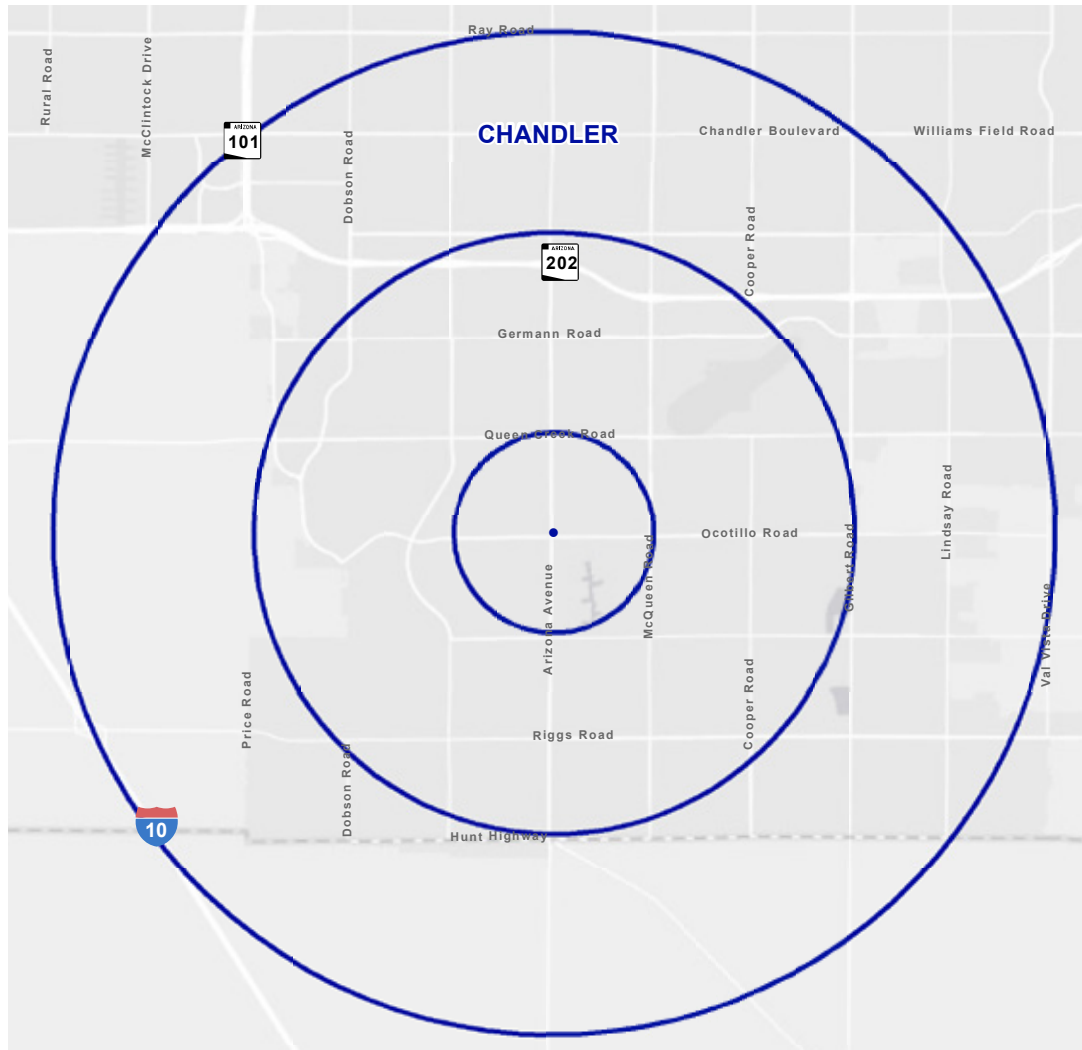 Ray Road
Rural Road
McClintock Drive
ARIZONA
101
CHANDLER
Chandler Boulevard
Williams Field Road
Dobson Road
Cooper Road
ARIZONA
202
Germann Road
Queen Creek Road
Ocotillo Road
Lindsay Road
Gilbert Road
McQueen Road
Arizona Avenue
Val Vista Drive
Price Road
Cooper Road
Riggs Road
Dobson Road
10
Hunt Highway